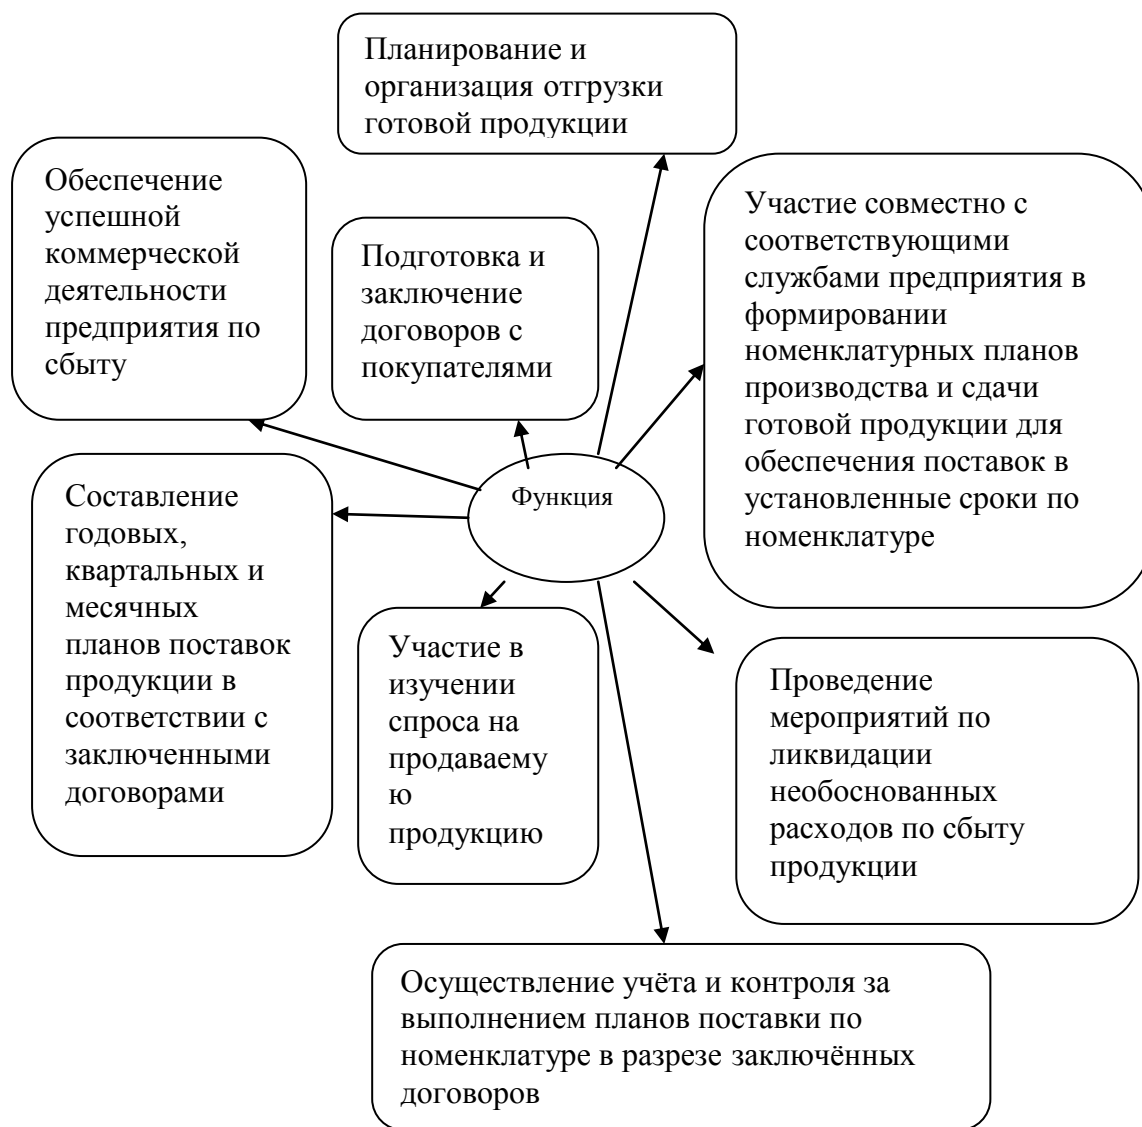 Планирование и
организация отгрузки
готовой продукции
Обеспечение
успешной
коммерческой
деятельности
предприятия по
сбыту
Подготовка и
заключение
договоров с
покупателями
Участие совместно с
соответствующими
службами предприятия в
формировании
номенклатурных планов
производства и сдачи
готовой продукции для
обеспечения поставок в
установленные сроки по
номенклатуре
Функция
Составление
годовых,
квартальных и
месячных
планов поставок
продукции в
соответствии с
заключенными
договорами
Участие в
изучении
спроса на
продаваему
ю
продукцию
Проведение
мероприятий по
ликвидации
необоснованных
расходов по сбыту
продукции
Осуществление учёта и контроля за
выполнением планов поставки по
номенклатуре в разрезе заключённых
договоров